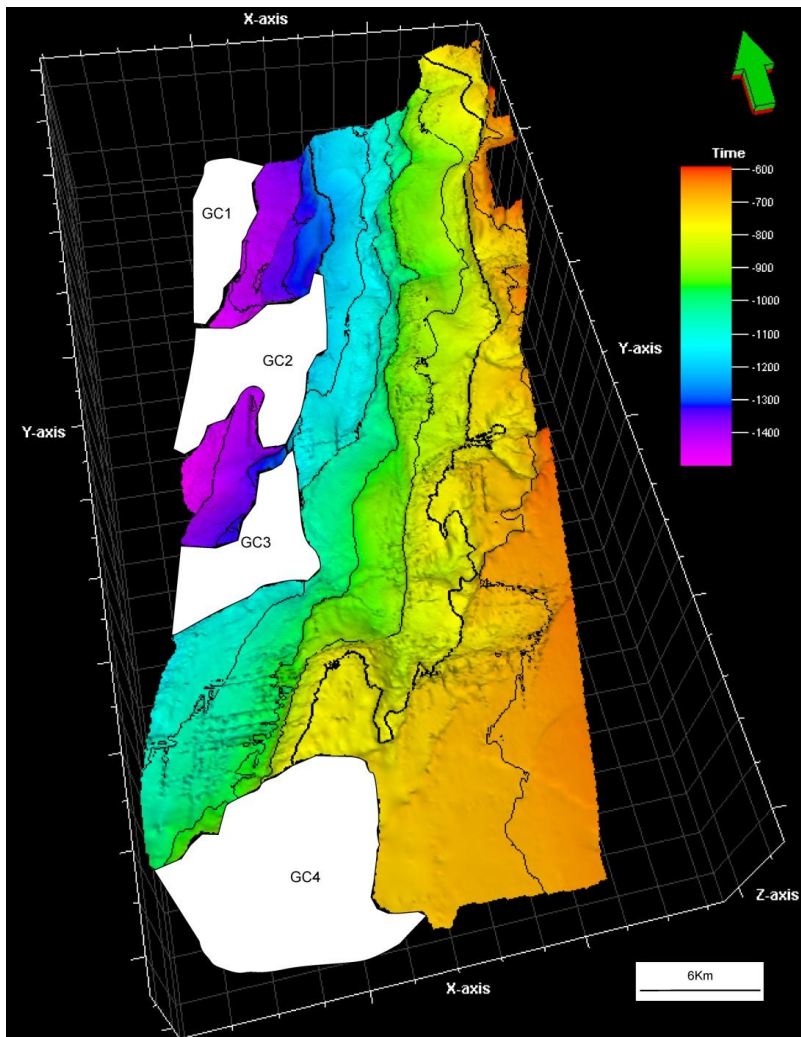 X-axis
Time
-600
-700
-800
-900
-1000
-1100
-1200
-1300
-1400
GC1
GC2
Y-axis
Y-axis
GC3
GC4
Z-axis
X-axis
6Km